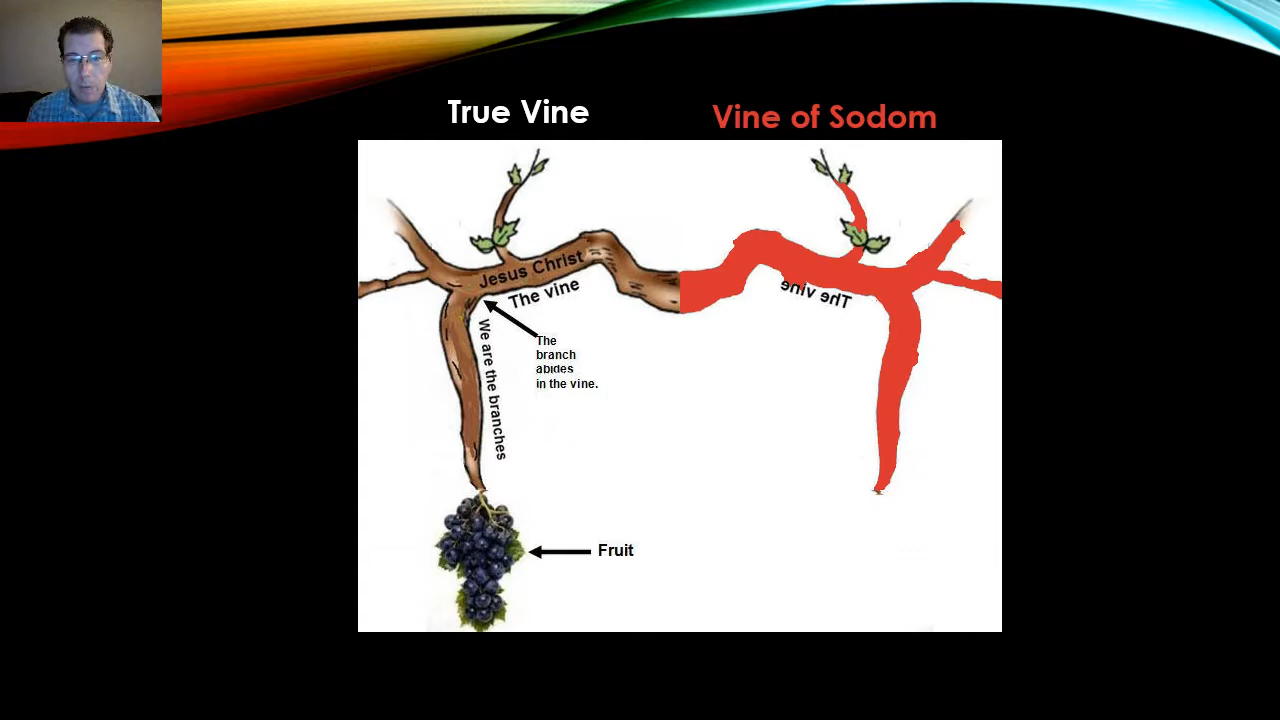 True Vine
Vine of Sodom
Jesus Christ
The vine
The vine
The
branch
abides
in the vine.
We are the branches
Fruit